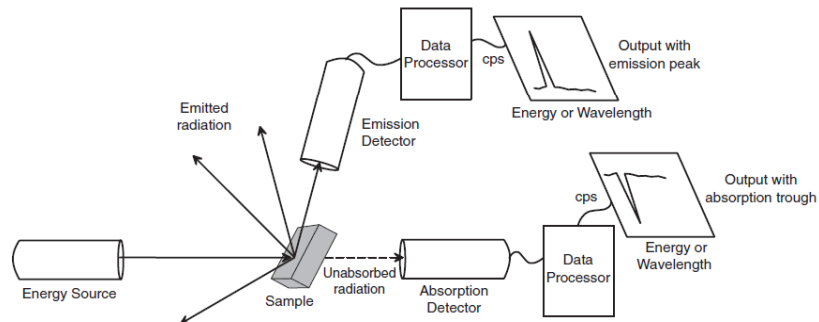 Data
Processor
cps
Output with
emission peak
Energy or Wavelength
Emitted
radiation
Emission
Detector
Output with
absorption trough
cps
Energy or
Wavelength
Data
Processor
Energy Source
Sample
Unabsorbed
radiation
Absorption
Detector